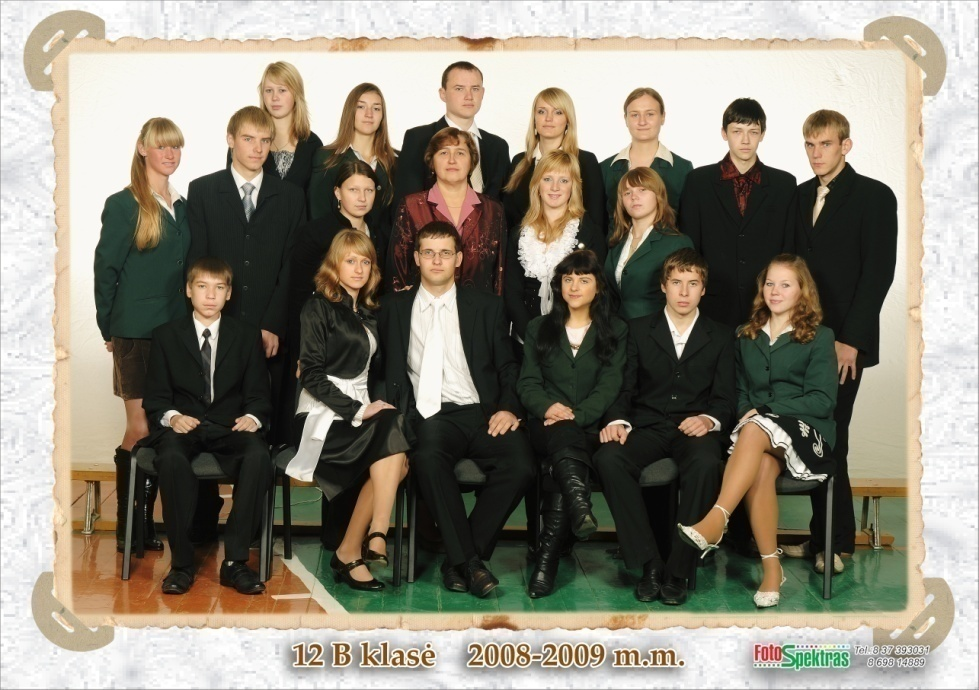 12 B klasė 2008-2009 m.m.
FotoSpektras
Tel.:8 37 393031
8 698 14889